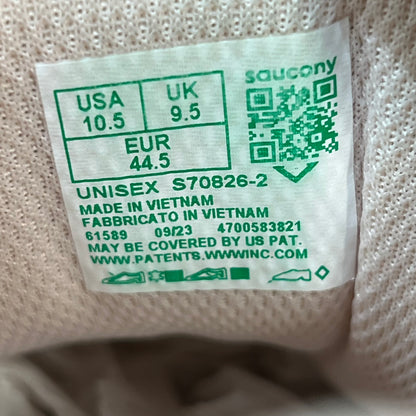 saucony
USA UK
10.5 9.5
EUR
44.5
UNISEX S70826-2
MADE IN VIETNAM
FABBRICATO IN VIETNAM
61589 09/23 4700583821
MAY BE COVERED BY US PAT.
WWW.PATENTS.WWWINC.COM